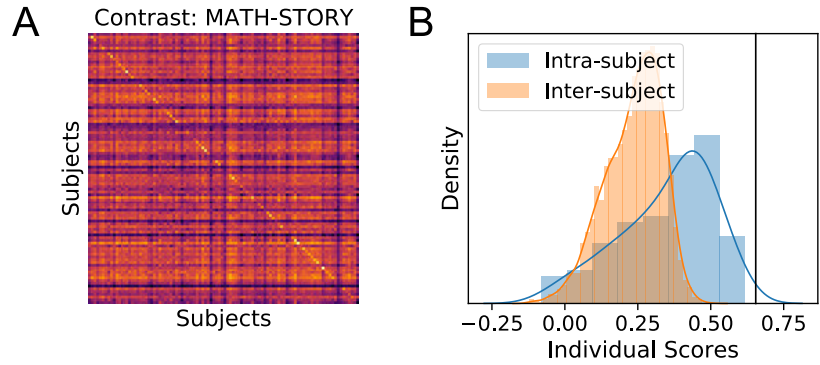 A
Contrast: MATH-STORY
Subjects
Subjects
B
Intra-subject
Inter-subject
Density
−0.25
0.00
0.25
0.50
0.75
Individual Scores